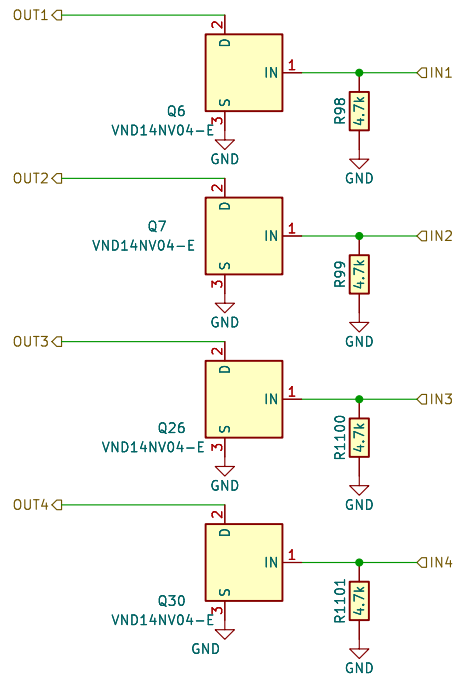 OUT1
2
D
IN
1
IN1
R98
4.7k
Q6
VND14NV04-E
S
3
GND
GND
OUT2
2
D
Q7
VND14NV04-E
IN
1
IN2
R99
4.7k
S
3
GND
GND
OUT3
2
D
IN
1
IN3
R1100
4.7k
Q26
VND14NV04-E
S
3
GND
GND
OUT4
2
D
IN
1
IN4
R1101
4.7k
Q30
VND14NV04-E
S
3
GND
GND